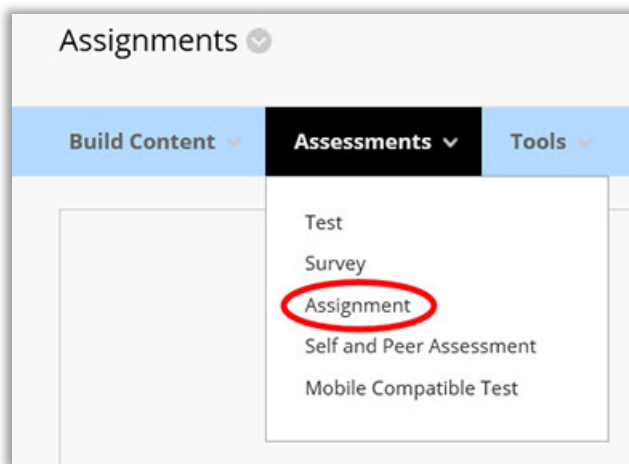 Assignments
Build Content Assessments Tools
Test
Survey
Assignment
Self and Peer Assessment
Mobile Compatible Test